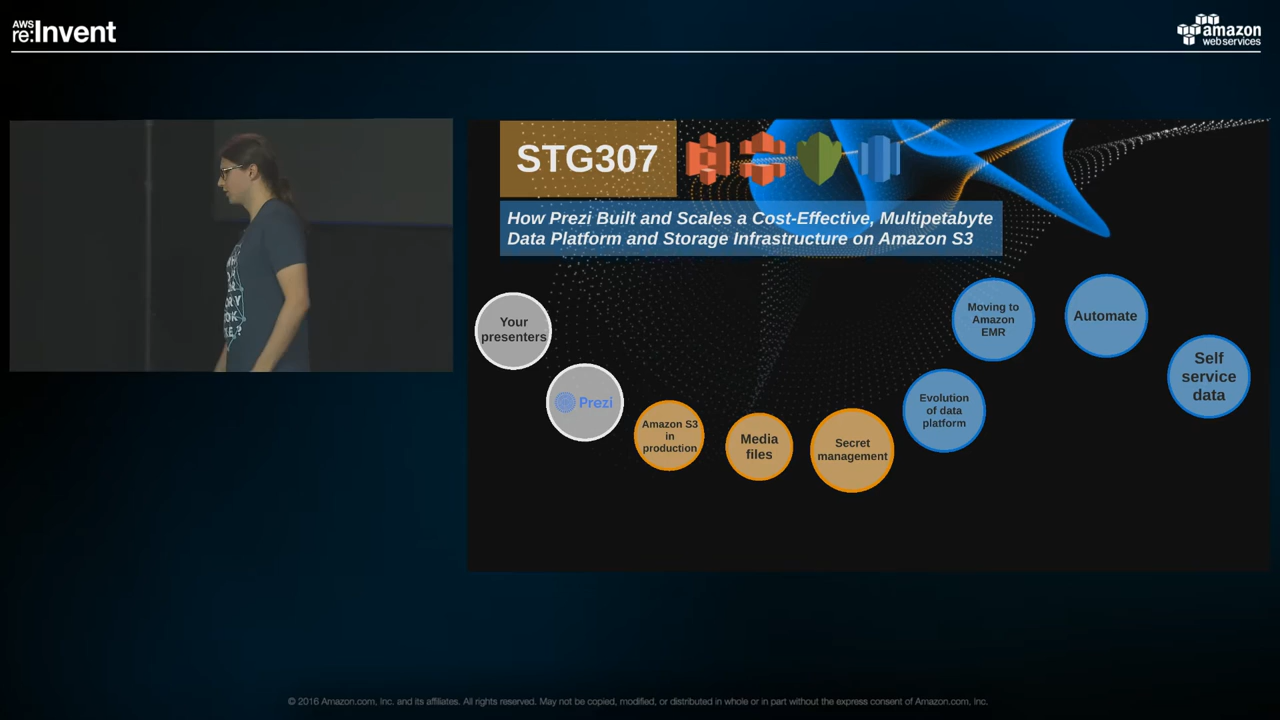 AWS
re:Invent
amazon
web services
STG307
How Prezi Built and Scales a Cost-Effective, Multipetabyte
Data Platform and Storage Infrastructure on Amazon S3
Your
presenters
Prezi
Amazon S3
in
production
Media
files
Secret
management
Evolution
of data
platform
Moving to
Amazon
EMR
Automate
Self
service
data
© 2016 Amazon.com, Inc. and its affiliates. All rights reserved. May not be copied, modified, or distributed in whole or in part without the express consent of Amazon.com, Inc.